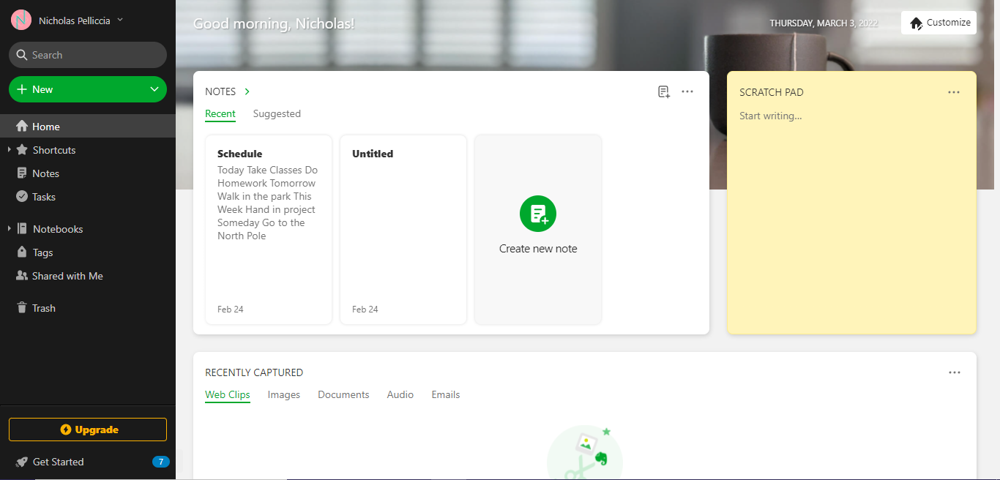 N Nicholas Pelliccia
Search
New
Home
Shortcuts
Notes
Tasks
Notebooks
Tags
Shared with Me
Trash
Upgrade
Get Started 7
Good morning, Nicholas!
THURSDAY, MARCH 3, 2022
Customize
NOTES
Recent Suggested
Schedule
Today Take Classes Do
Homework Tomorrow
Walk in the park This
Week Hand in project
Someday Go to the
North Pole
Feb 24
Untitled
Feb 24
Create new note
SCRATCH PAD
Start writing...
RECENTLY CAPTURED
Web Clips Images Documents Audio Emails